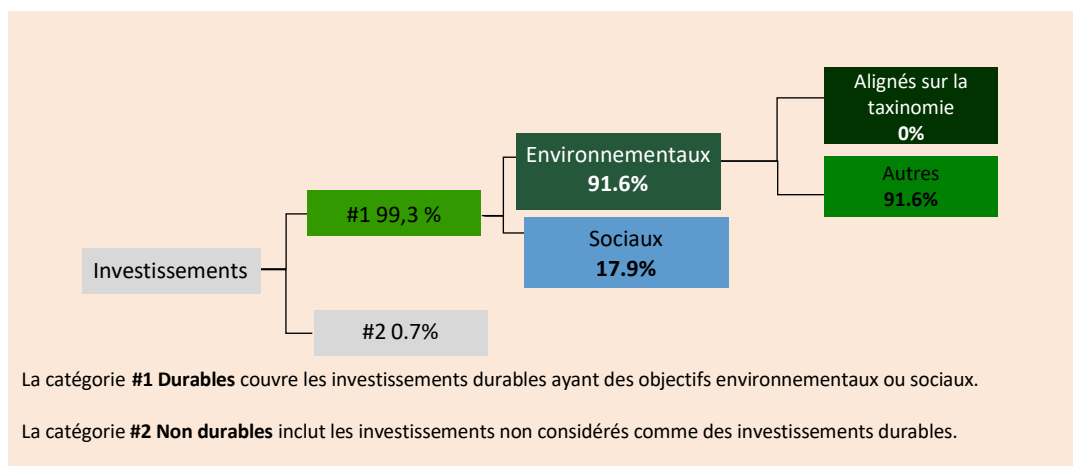 Alignés sur la
taxinomie
0%
Environnementaux
91.6%
Autres
91.6%
#1 99,3 %
Sociaux
17.9%
Investissements
#2 0.7%
La catégorie #1 Durables couvre les investissements durables ayant des objectifs environnementaux ou sociaux.
La catégorie #2 Non durables inclut les investissements non considérés comme des investissements durables.